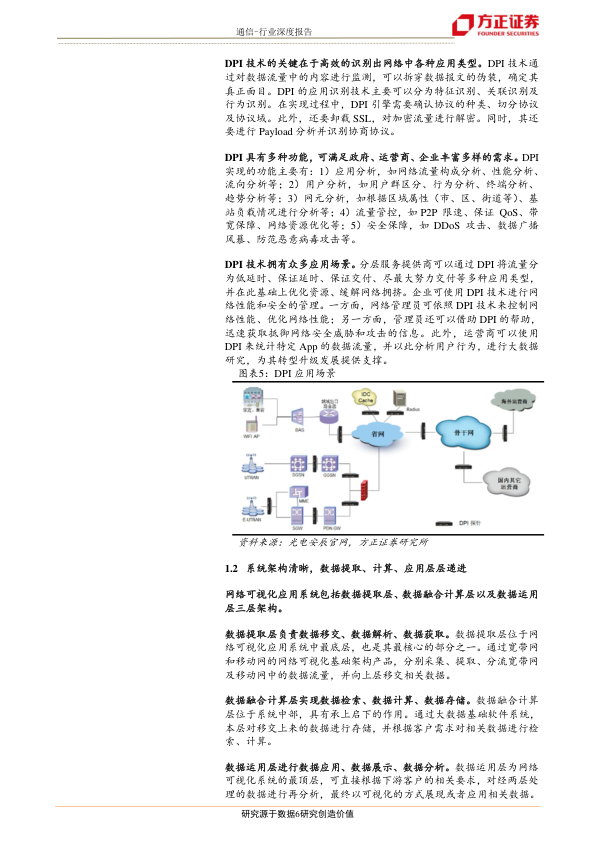 通信-行业深度报告
方正证券
FOUNDER SECURITIES
DPI 技术的关键在于高效的识别出网络中各种应用类型。DPI 技术通
过对数据流量中的内容进行监测，可以拆穿数据报文的伪装，确定其
真正面目。DPI 的应用识别技术主要可以分为特征识别、关联识别及
行为识别。在实现过程中，DPI 引擎需要确认协议的种类、切分协议
及协议域。此外，还要卸载 SSL，对加密流量进行解密。同时，其还
要进行 Payload 分析并识别协商协议。
DPI 具有多种功能，可满足政府、运营商、企业丰富多样的需求。DPI
实现的功能主要有：1）应用分析，如网络流量构成分析、性能分析、
流向分析等；2）用户分析，如用户群区分、行为分析、终端分析、
趋势分析等；3）网元分析，如根据区域属性（市、区、街道等）、基
站负载情况进行分析等；4）流量管控，如 P2P 限速、保证 QoS、带
宽保障、网络资源优化等；5）安全保障，如 DDoS 攻击、数据广播
风暴、防范恶意病毒攻击等。
DPI 技术拥有众多应用场景。分层服务提供商可以通过 DPI 将流量分
为低延时、保证延时、保证交付、尽最大努力交付等多种应用类型，
并在此基础上优化资源、缓解网络拥挤。企业可使用 DPI 技术进行网
络性能和安全的管理。一方面，网络管理员可依照 DPI 技术来控制网
络性能、优化网络性能；另一方面，管理员还可以借助 DPI 的帮助，
迅速获取抵御网络安全威胁和攻击的信息。此外，运营商可以使用
DPI 来统计特定 App 的数据流量，并以此分析用户行为，进行大数据
研究，为其转型升级发展提供支撑。
图表5：DPI 应用场景
IDC
Cache
Radius
海外运营商
WIFI AP
BAS
省网
骨干网
UTRAN
SGSN
GGSN
国内其它
运营商
MME
E-UTRAN
SGW
PDN GW
DPI 探针
资料来源：光电安辰官网，方正证券研究所
1.2 系统架构清晰，数据提取、计算、应用层层递进
网络可视化应用系统包括数据提取层、数据融合计算层以及数据运用
层三层架构。
数据提取层负责数据移交、数据解析、数据获取。数据提取层位于网
络可视化应用系统中最底层，也是其最核心的部分之一。通过宽带网
和移动网的网络可视化基础架构产品，分别采集、提取、分流宽带网
及移动网中的数据流量，并向上层移交相关数据。
数据融合计算层实现数据检索、数据计算、数据存储。数据融合计算
层位于系统中部，具有承上启下的作用。通过大数据基础软件系统，
本层对移交上来的数据进行存储，并根据客户需求对相关数据进行检
索、计算。
数据运用层进行数据应用、数据展示、数据分析。数据运用层为网络
可视化系统的最顶层，可直接根据下游客户的相关要求，对经两层处
理的数据进行再分析，最终以可视化的方式展现或者应用相关数据。
研究源于数据6研究创造价值